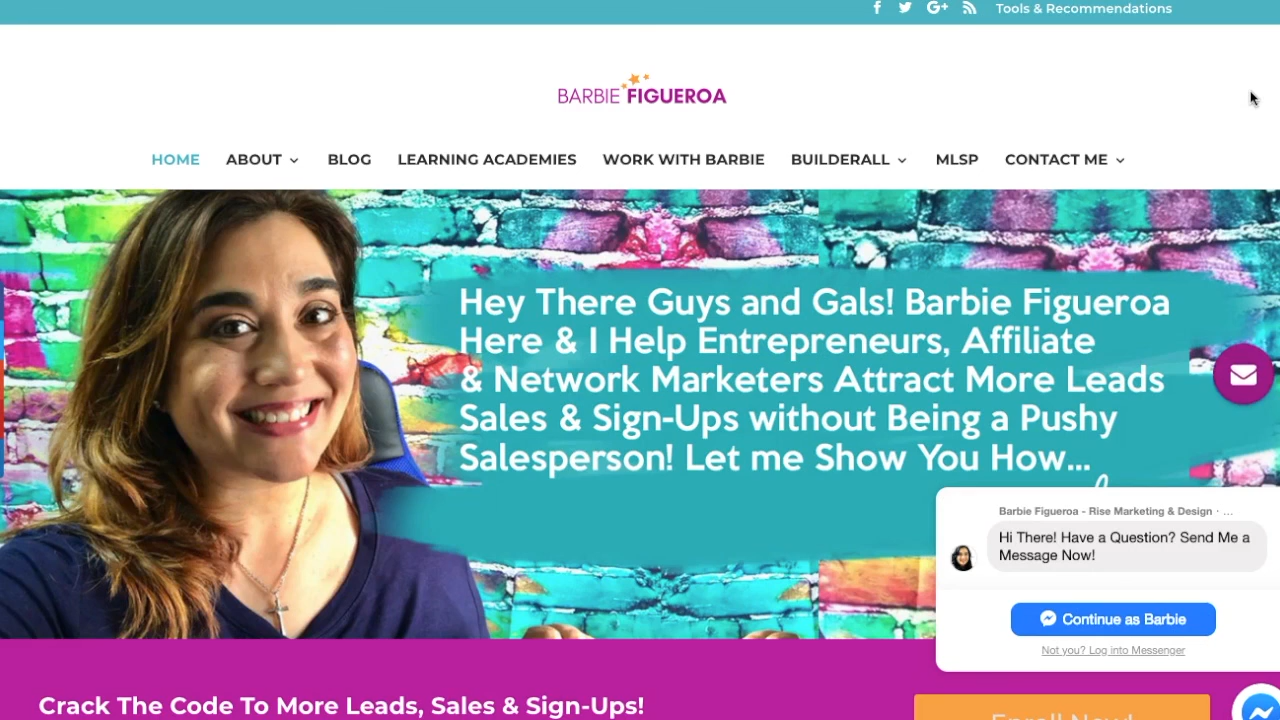 Tools & Recommendations
BARBIE FIGUEROA
HOME ABOUT BLOG LEARNING ACADEMIES WORK WITH BARBIE BUILDERALL MLSP CONTACT ME
Hey There Guys and Gals! Barbie Figueroa
Here & I Help Entrepreneurs, Affiliate
& Network Marketers Attract More Leads
Sales & Sign-Ups without Being a Pushy
Salesperson! Let me Show You How...
Barbie Figueroa - Rise Marketing & Design · ...
Hi There! Have a Question? Send Me a
Message Now!
Continue as Barbie
Not you? Log into Messenger
Crack The Code To More Leads, Sales & Sign-Ups!
Enroll Now!